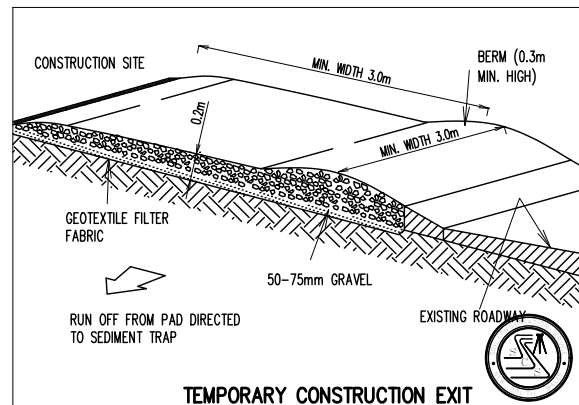 CONSTRUCTION SITE
MIN. WIDTH 3.0m
BERM (0.3m
MIN. HIGH)
0.2m
MIN. WIDTH 3.0m
GEOTEXTILE FILTER
FABRIC
50-75mm GRAVEL
RUN OFF FROM PAD DIRECTED
TO SEDIMENT TRAP
EXISTING ROADWAY
TEMPORARY CONSTRUCTION EXIT